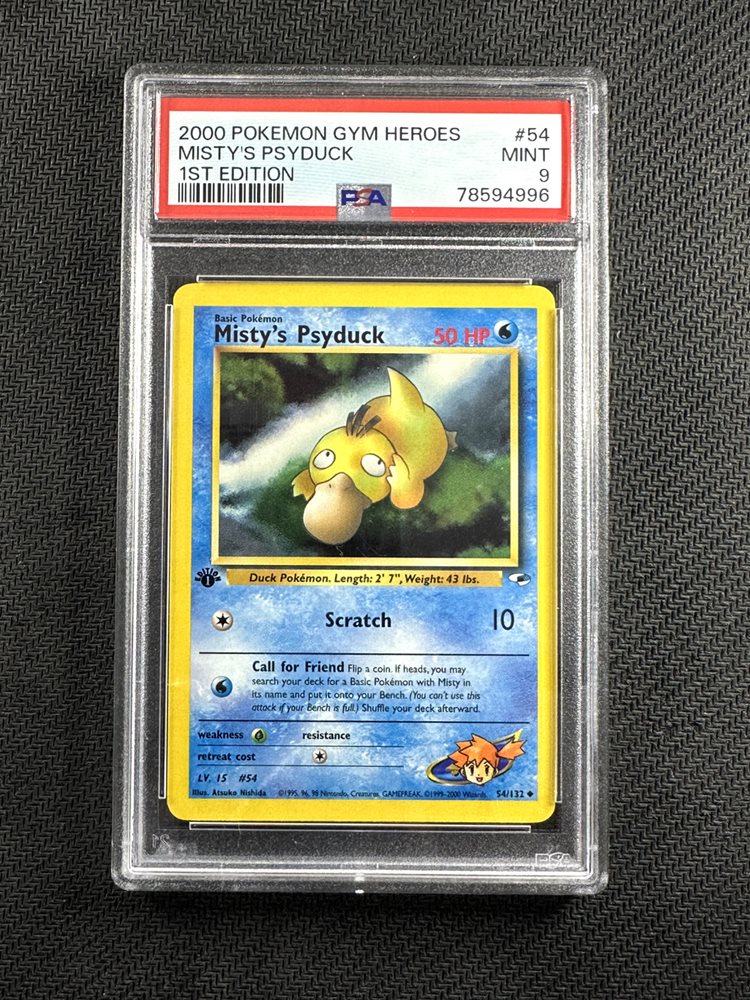 2000 POKEMON GYM HEROES #54
MISTY'S PSYDUCK MINT
1ST EDITION 9
PSA 78594996
Basic Pokémon
Misty's Psyduck 50 HP
EDITION 1
Duck Pokémon. Length: 2' 7", Weight: 43 lbs.
Scratch 10
Call for Friend Flip a coin. If heads, you may
search your deck for a Basic Pokémon with Misty in
its name and put it onto your Bench. (You can't use this
attack if your Bench is full.) Shuffle your deck afterward.
weakness resistance
retreat cost
LV. 15 #54
Illus. Atsuko Nishida ©1995, 96, 98 Nintendo, Creatures, GAMEFREAK. ©1999-2000 Wizards. 54/132
PSA